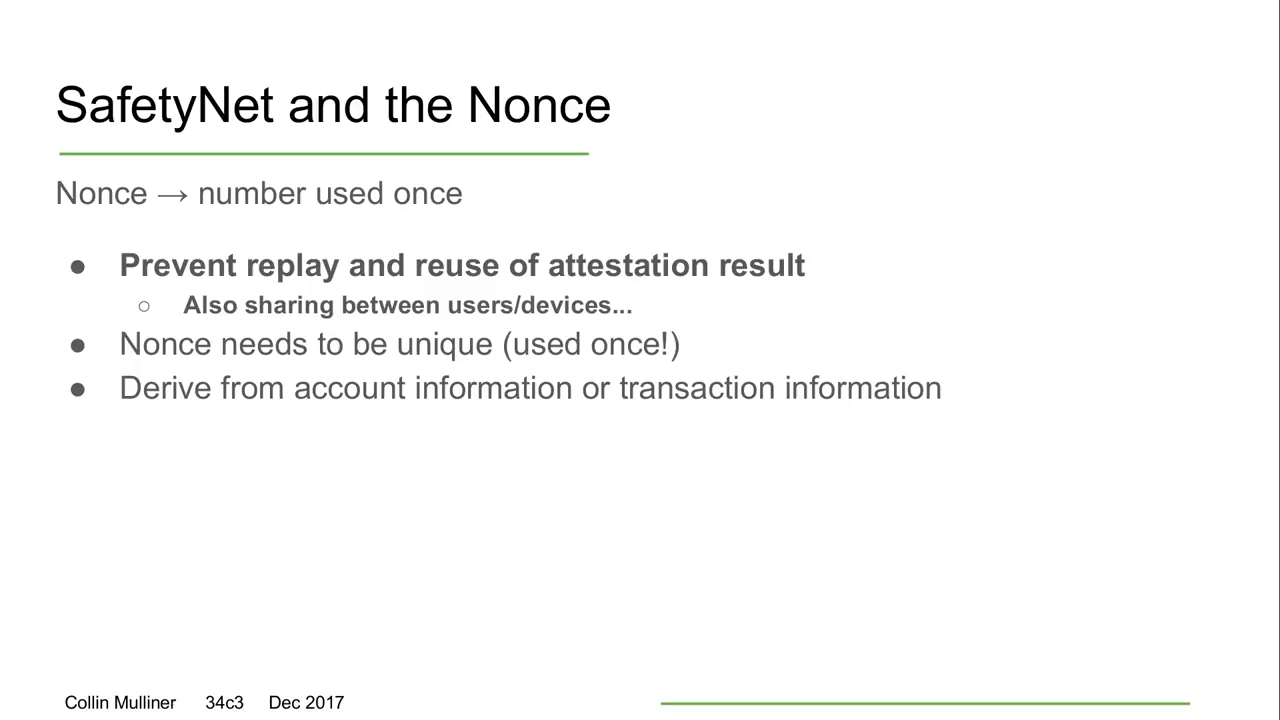 SafetyNet and the Nonce
Nonce → number used once
● Prevent replay and reuse of attestation result
○ Also sharing between users/devices...
● Nonce needs to be unique (used once!)
● Derive from account information or transaction information
Collin Mulliner 34c3 Dec 2017